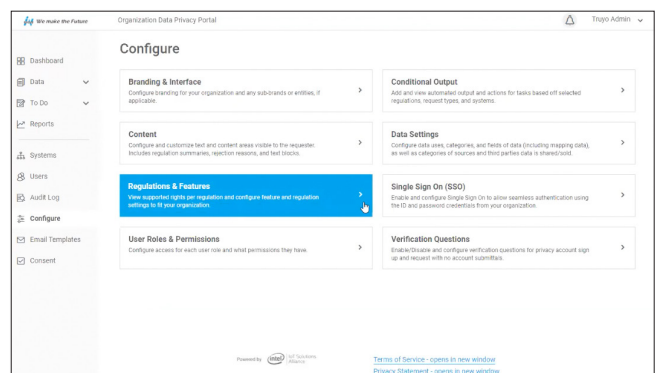 We make the Future
Organization Data Privacy Portal
Truyo Admin
Configure
Dashboard
Data
To Do
Reports
Systems
Users
Audit Log
Configure
Email Templates
Consent
Branding & Interface
Configure branding for your organization and any sub-brands or entities, if
applicable.
Conditional Output
Add and view automated output and actions for tasks based off selected
regulations, request types, and systems.
Content
Configure and customize text and content areas visible to the requester.
Includes regulation summaries, rejection reasons, and text blocks.
Data Settings
Configure data uses, categories, and fields of data (including mapping data),
as well as categories of sources and third parties data is shared/sold.
Regulations & Features
View supported rights per regulation and configure feature and regulation
settings to fit your organization.
Single Sign On (SSO)
Enable and configure Single Sign On to allow seamless authentication using
the ID and password credentials from your organization.
User Roles & Permissions
Configure access for each user role and what permissions they have.
Verification Questions
Enable/Disable and configure verification questions for privacy account sign
up and request with no account submittals.
Powered by
intel
IoT Solutions
Alliance
Terms of Service - opens in new window
Privacy Statement - opens in new window